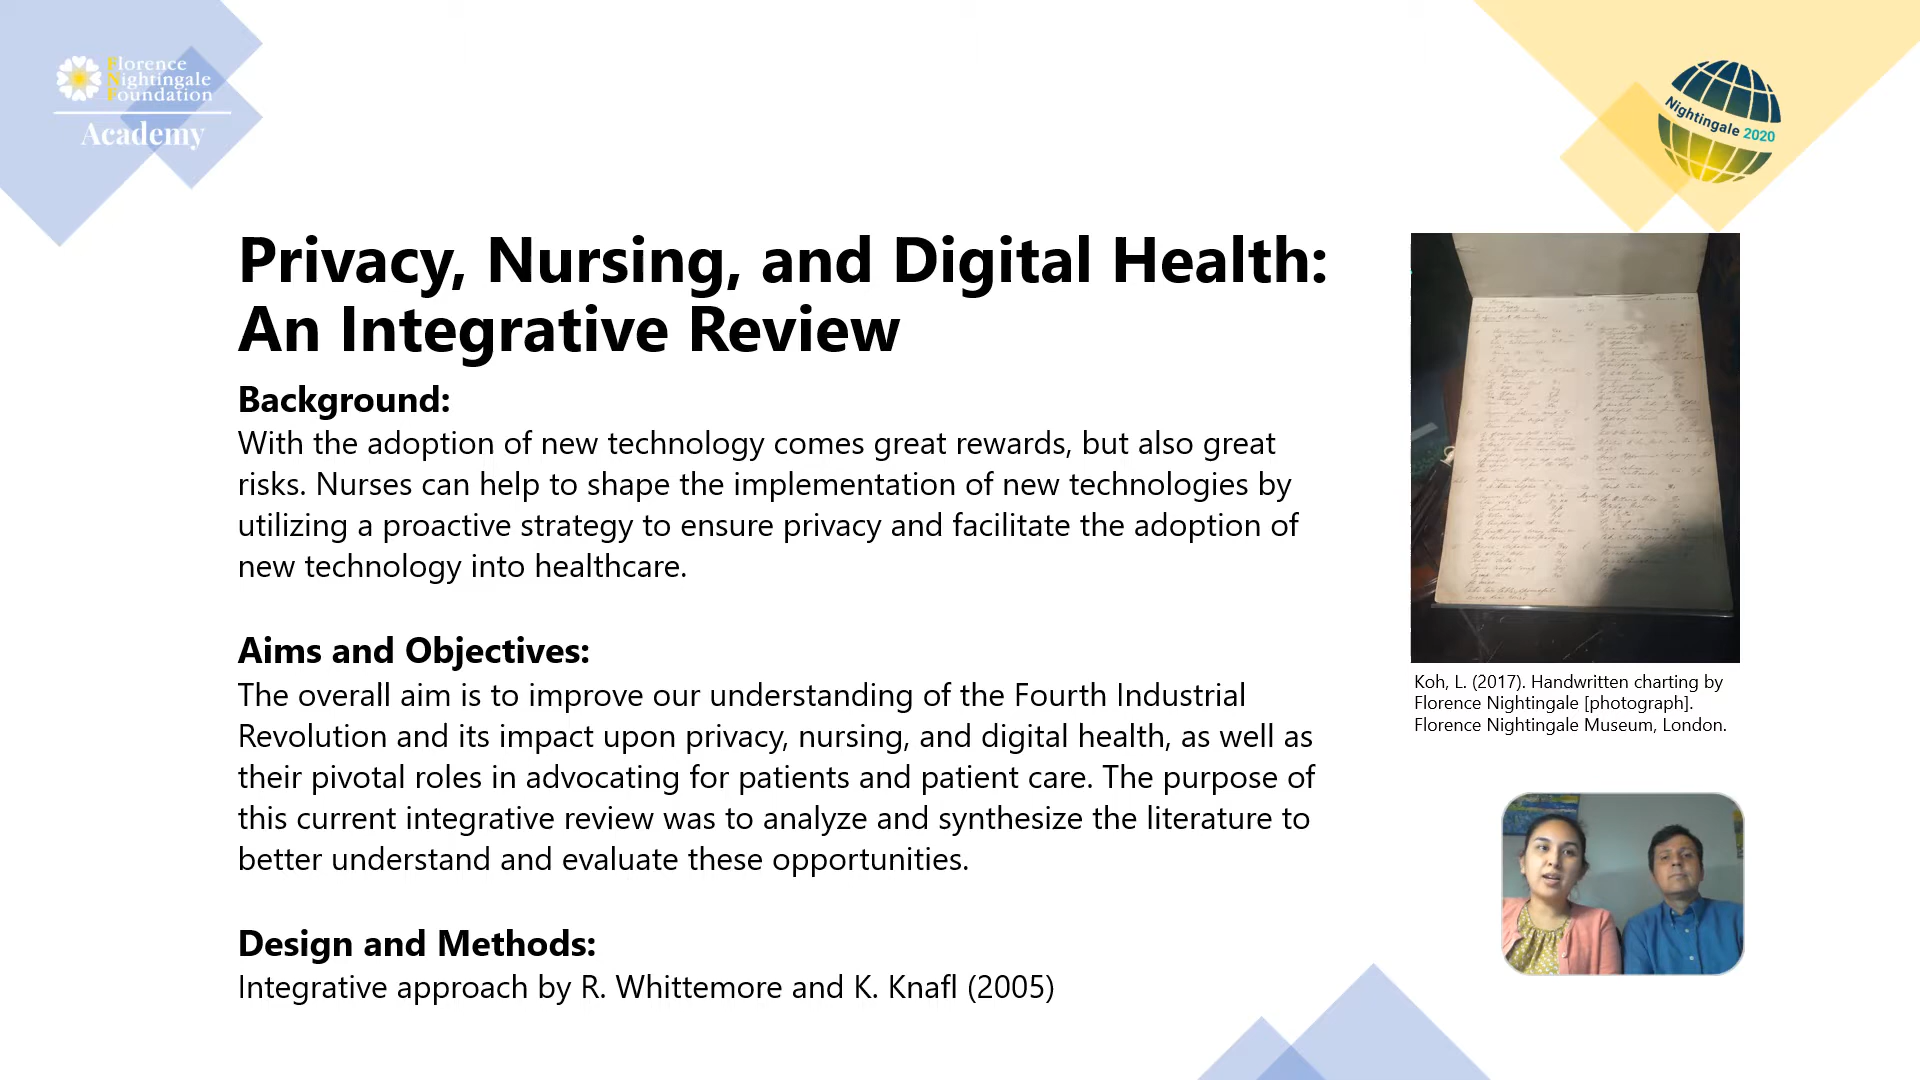 Florence
Nightingale
Foundation
Academy
Nightingale 2020
Privacy, Nursing, and Digital Health:
An Integrative Review
Background:
With the adoption of new technology comes great rewards, but also great
risks. Nurses can help to shape the implementation of new technologies by
utilizing a proactive strategy to ensure privacy and facilitate the adoption of
new technology into healthcare.
Aims and Objectives:
The overall aim is to improve our understanding of the Fourth Industrial
Revolution and its impact upon privacy, nursing, and digital health, as well as
their pivotal roles in advocating for patients and patient care. The purpose of
this current integrative review was to analyze and synthesize the literature to
better understand and evaluate these opportunities.
Design and Methods:
Integrative approach by R. Whittemore and K. Knafl (2005)
Koh, L. (2017). Handwritten charting by
Florence Nightingale [photograph].
Florence Nightingale Museum, London.